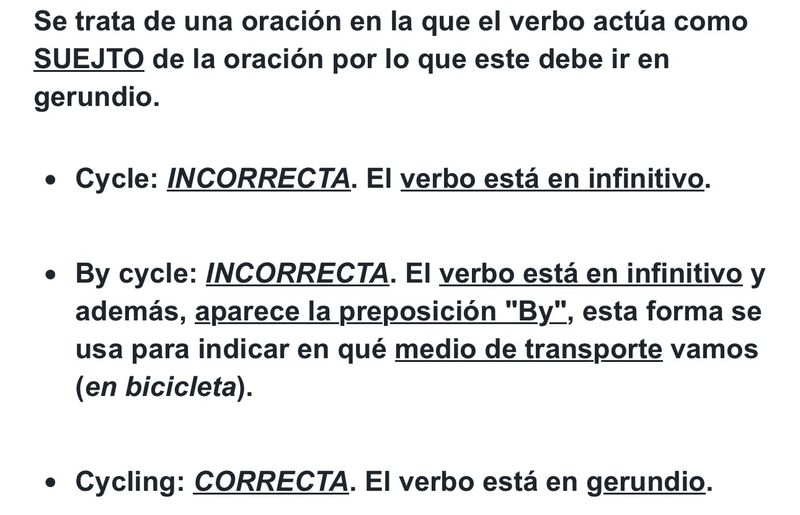 Se trata de una oración en la que el verbo actúa como
SUEJTO de la oración por lo que este debe ir en
gerundio.
• Cycle: INCORRECTA. El verbo está en infinitivo.
• By cycle: INCORRECTA. El verbo está en infinitivo y
además, aparece la preposición "By", esta forma se
usa para indicar en qué medio de transporte vamos
(en bicicleta).
• Cycling: CORRECTA. El verbo está en gerundio.